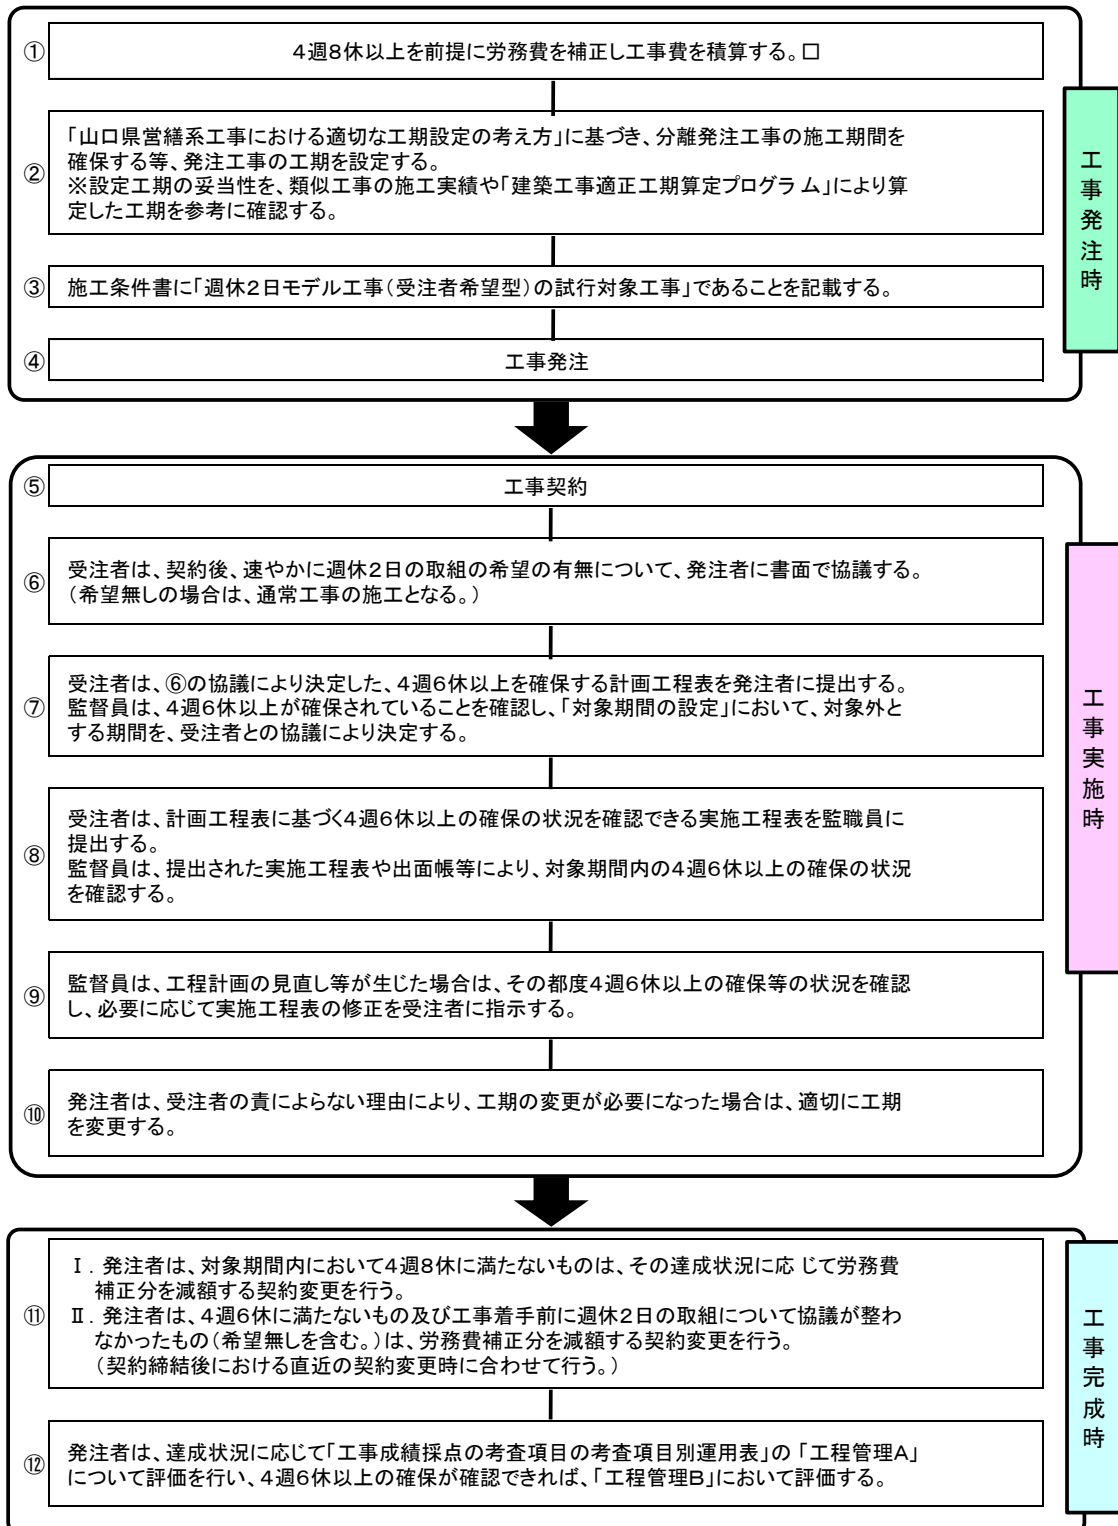 ① 4週8休以上を前提に労務費を補正し工事費を積算する。□
② 「山口県営繕系工事における適切な工期設定の考え方」に基づき、分離発注工事の施工期間を
確保する等、発注工事の工期を設定する。
※設定工期の妥当性を、類似工事の施工実績や「建築工事適正工期算定プログラム」により算
定した工期を参考に確認する。
③ 施工条件書に「週休2日モデル工事(受注者希望型)の試行対象工事」であることを記載する。
④ 工事発注
工事発注時
⑤ 工事契約
⑥ 受注者は、契約後、速やかに週休2日の取組の希望の有無について、発注者に書面で協議する。
(希望無しの場合は、通常工事の施工となる。)
⑦ 受注者は、⑥の協議により決定した、4週6休以上を確保する計画工程表を発注者に提出する。
監督員は、4週6休以上が確保されていることを確認し、「対象期間の設定」において、対象外と
する期間を、受注者との協議により決定する。
⑧ 受注者は、計画工程表に基づく4週6休以上の確保の状況を確認できる実施工程表を監職員に
提出する。
監督員は、提出された実施工程表や出面帳等により、対象期間内の4週6休以上の確保の状況
を確認する。
⑨ 監督員は、工程計画の見直し等が生じた場合は、その都度4週6休以上の確保等の状況を確認
し、必要に応じて実施工程表の修正を受注者に指示する。
⑩ 発注者は、受注者の責によらない理由により、工期の変更が必要になった場合は、適切に工期
を変更する。
工事実施時
⑪ Ⅰ.発注者は、対象期間内において4週8休に満たないものは、その達成状況に応じて労務費
補正分を減額する契約変更を行う。
Ⅱ.発注者は、4週6休に満たないもの及び工事着手前に週休2日の取組について協議が整わ
なかったもの(希望無しを含む。)は、労務費補正分を減額する契約変更を行う。
(契約締結後における直近の契約変更時に合わせて行う。)
⑫ 発注者は、達成状況に応じて「工事成績採点の考査項目の考査項目別運用表」の「工程管理A」
について評価を行い、4週6休以上の確保が確認できれば、「工程管理B」において評価する。
工事完成時